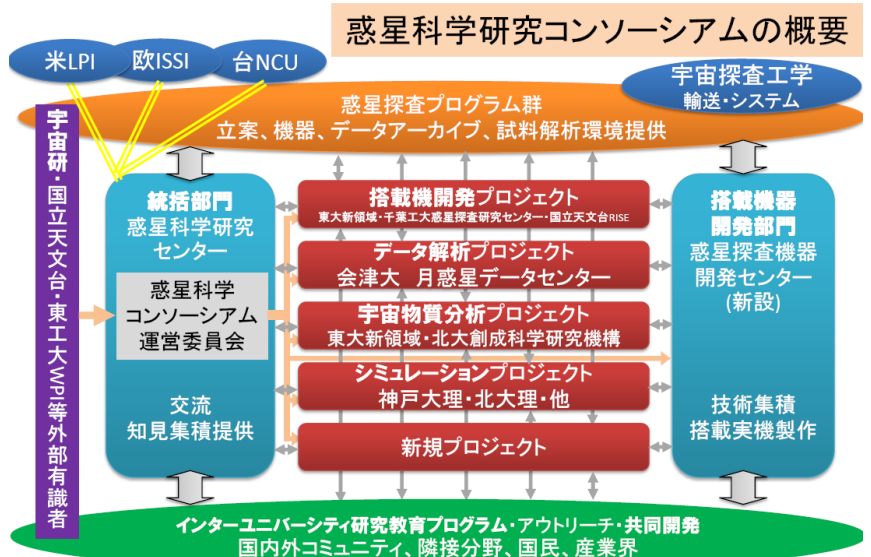 惑星科学研究コンソーシアムの概要
米LPI
欧ISSI
台NCU
宇宙探査工学
輸送・システム
惑星探査プログラム群
立案、機器、データアーカイブ、試料解析環境提供
宇宙研・国立天文台・東工大WPI等外部有識者
統括部門
惑星科学研究
センター
惑星科学
コンソーシアム
運営委員会
交流
知見集積提供
搭載機開発プロジェクト
東大新領域・千葉工大惑星探査研究センター・国立天文台RISE
データ解析プロジェクト
会津大 月惑星データセンター
宇宙物質分析プロジェクト
東大新領域・北大創成科学研究機構
シミュレーションプロジェクト
神戸大理・北大理・他
新規プロジェクト
搭載機器
開発部門
惑星探査機器
開発センター
(新設)
技術集積
搭載実機製作
インターユニバーシティ研究教育プログラム・アウトリーチ・共同開発
国内外コミュニティ、隣接分野、国民、産業界